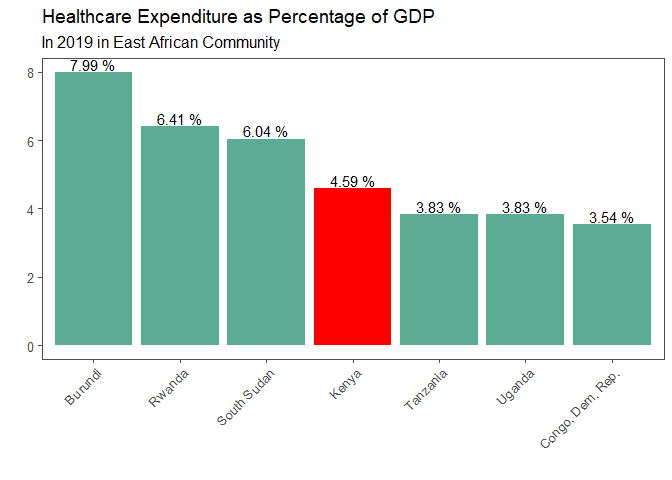 Healthcare Expenditure as Percentage of GDP
In 2019 in East African Community
8
6
4
2
0
7.99 %
6.41 %
6.04 %
4.59 %
3.83 %
3.83 %
3.54 %
Burundi
Rwanda
South Sudan
Kenya
Tanzania
Uganda
Congo, Dem. Rep.